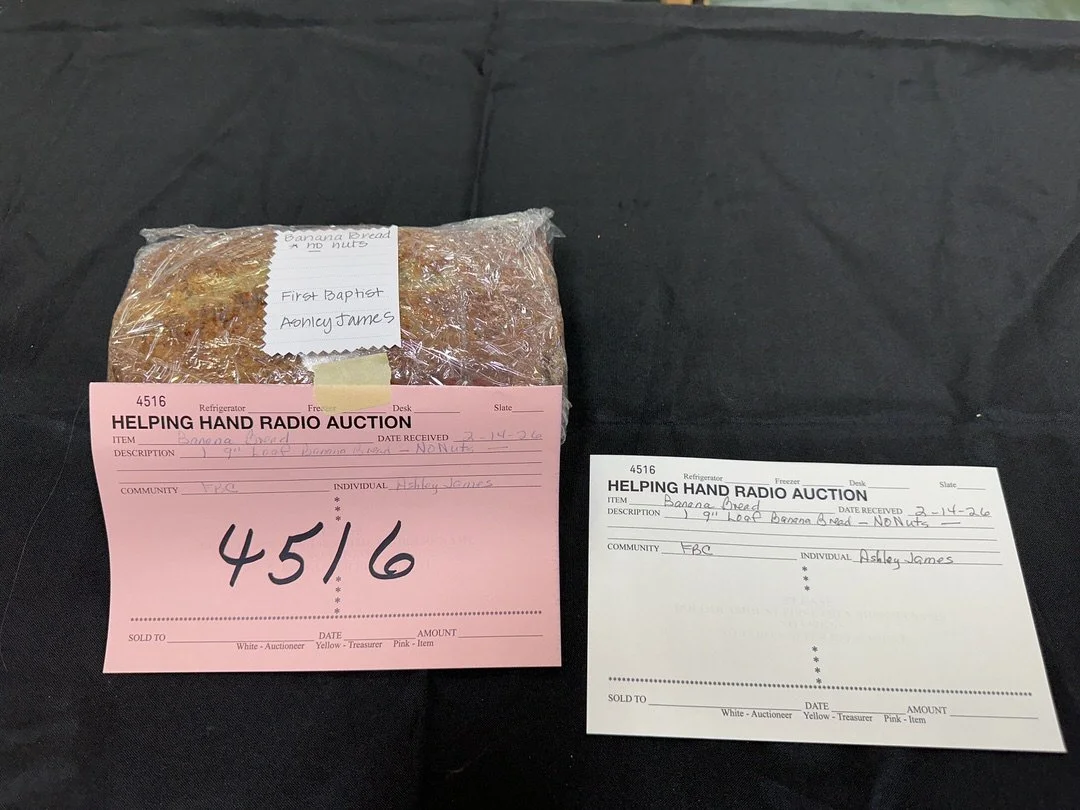 Banana Bread
* no nuts
First Baptist
Ashley James
4516
Refrigerator Freezer Desk Slate
HELPING HAND RADIO AUCTION
ITEM Banana Bread DATE RECEIVED 2-14-26
DESCRIPTION 1 9" Loaf Banana Bread - No Nuts -
COMMUNITY FBC INDIVIDUAL Ashley James
4516
SOLD TO DATE AMOUNT
White - Auctioneer Yellow - Treasurer Pink - Item
4516
Refrigerator Freezer Desk Slate
HELPING HAND RADIO AUCTION
ITEM Banana Bread DATE RECEIVED 2-14-26
DESCRIPTION 1 9" Loaf Banana Bread - No Nuts -
COMMUNITY FBC INDIVIDUAL Ashley James
SOLD TO DATE AMOUNT
White - Auctioneer Yellow - Treasurer Pink - Item